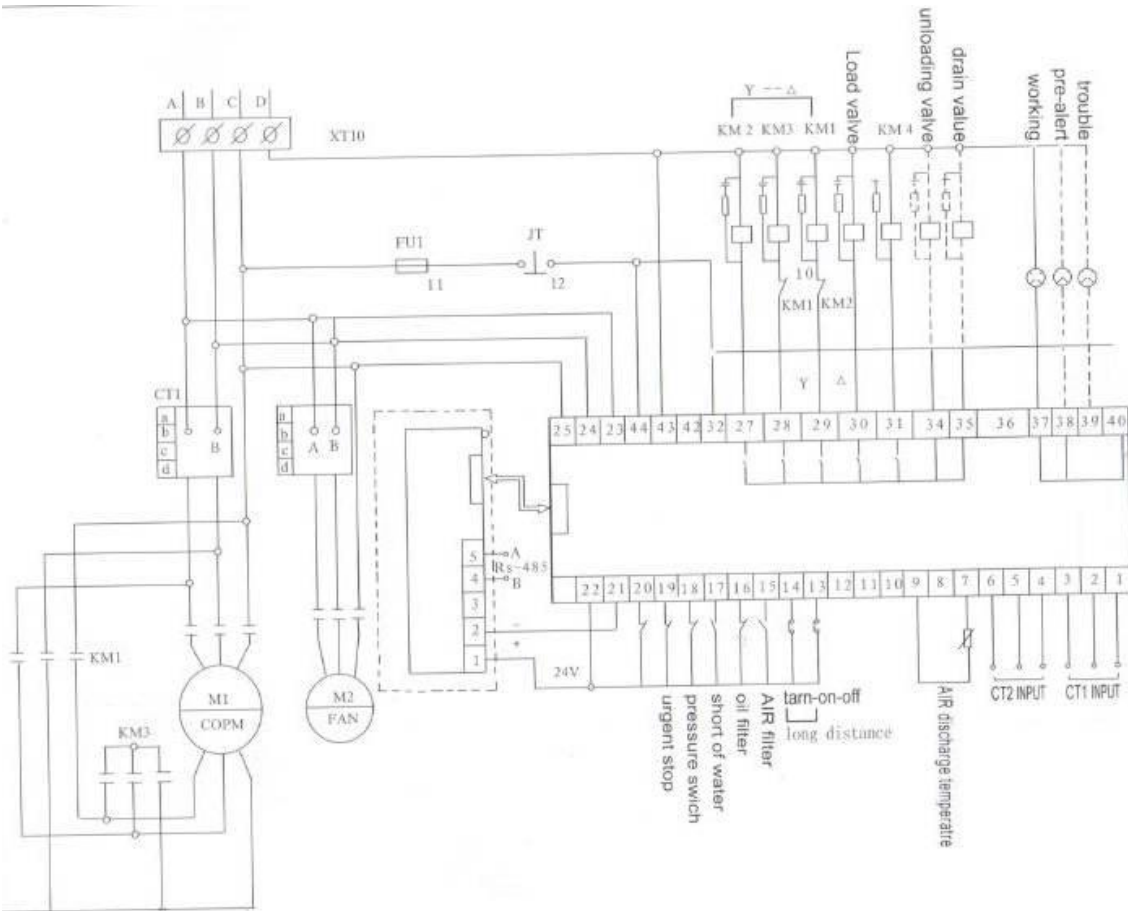 A B C D
XT10
Y -- △
KM 2 KM3 KM1
Load valve
KM 4
unloading valve
drain value
working
pre-alert
trouble
FU1
11
JT
12
10
KM1 KM2
Y △
CT1
a
b
c
d
B
a
b
c
d
A B
25 24 23 44 43 42 32 27 28 29 30 31 34 35 36 37 38 39 40
5
4
3
2
1
A
Rs-485
B
-
+
24V
22 21 20 19 18 17 16 15 14 13 12 11 10 9 8 7 6 5 4 3 2 1
urgent stop
pressure swich
short of water
oil filter
AIR filter
tarn-on-off
long distance
AIR discharge temperatre
CT2 INPUT
CT1 INPUT
KM1
M1
COPM
M2
FAN
KM3